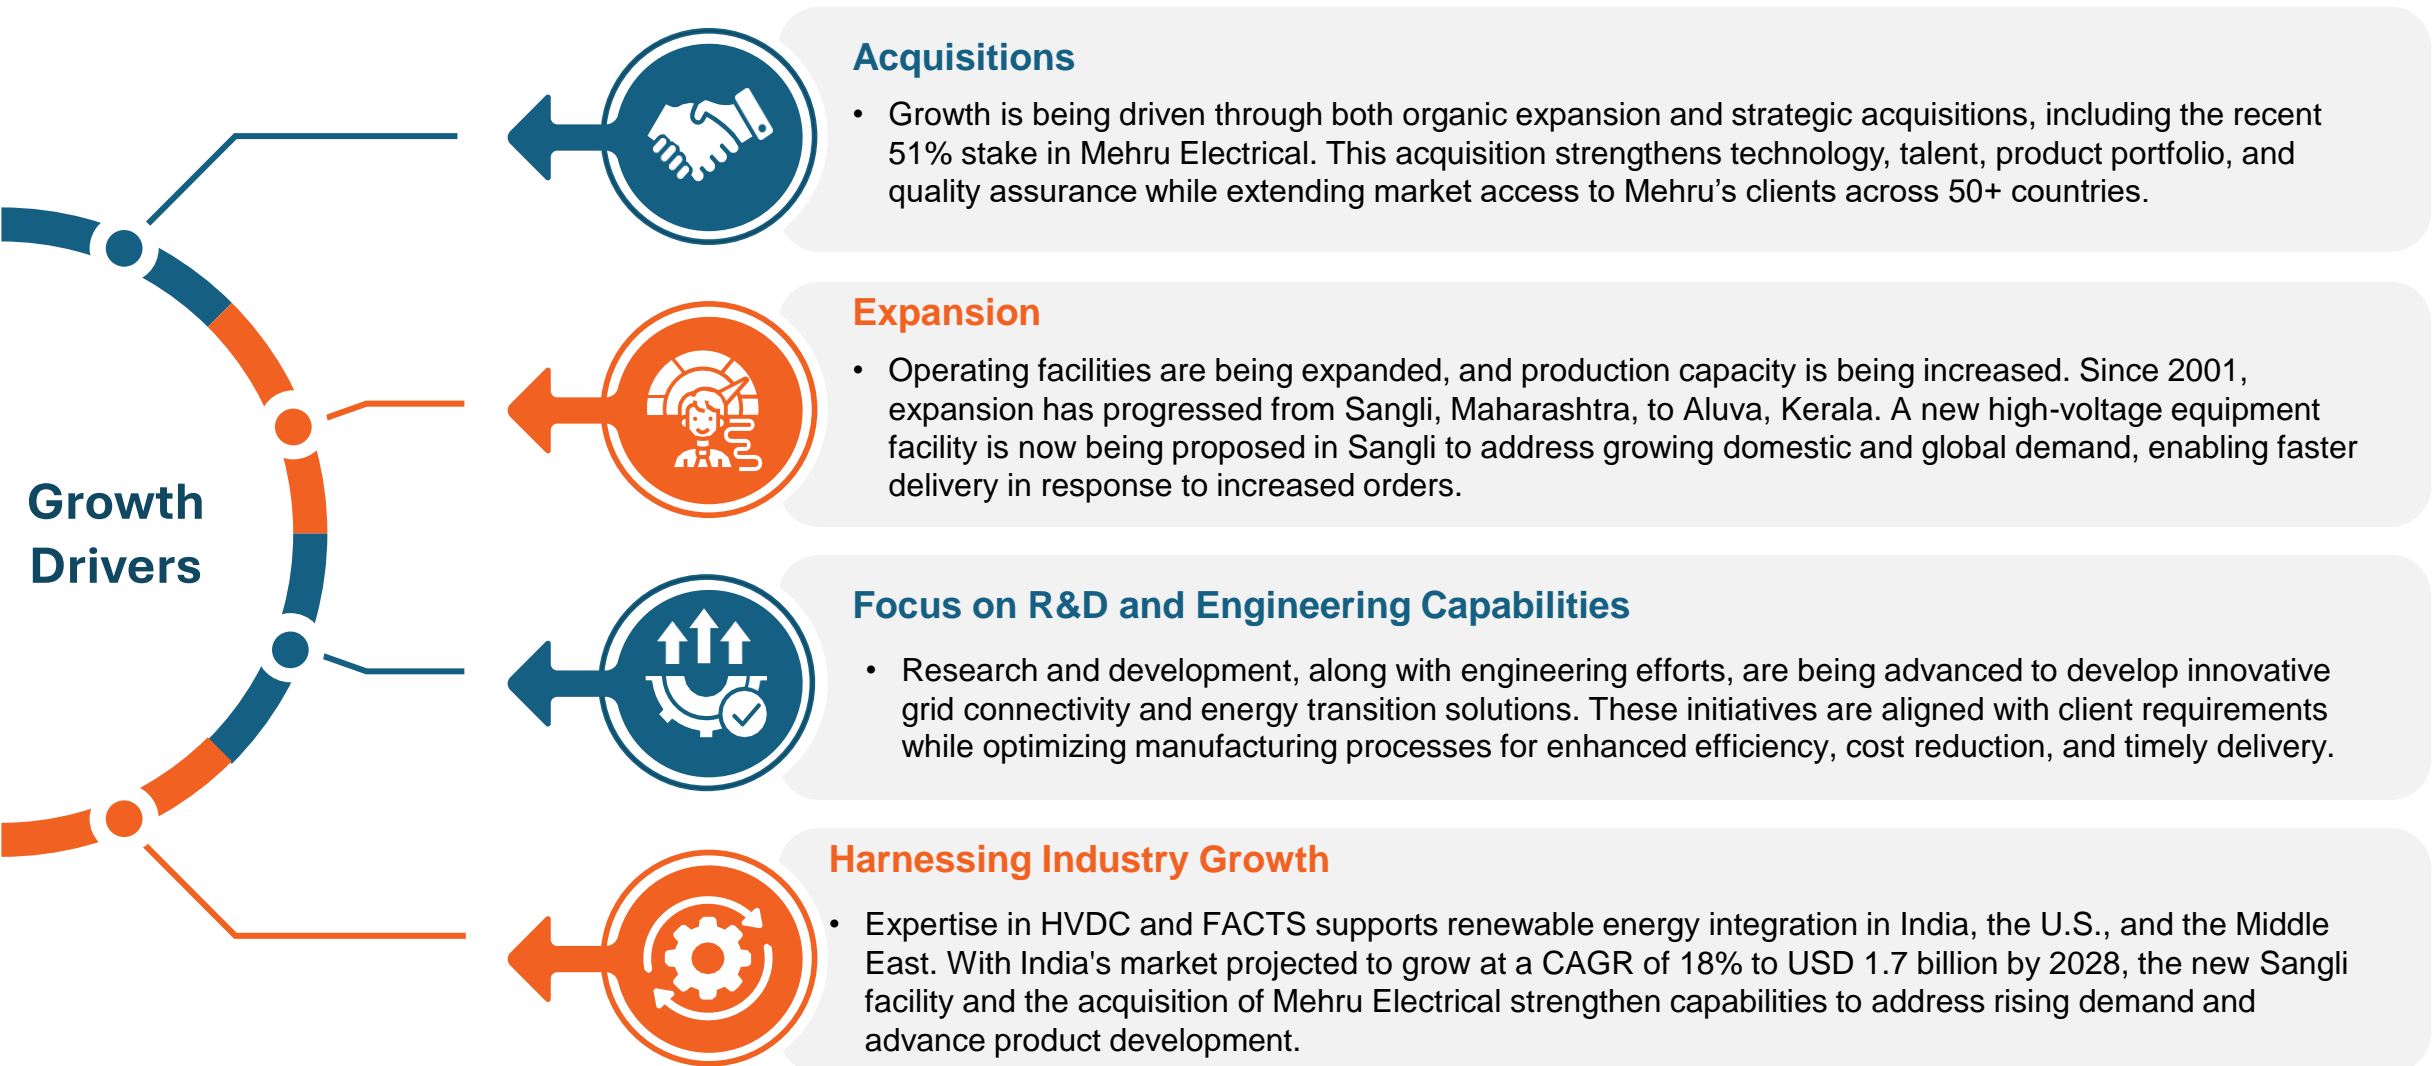 Growth
Drivers
Acquisitions
• Growth is being driven through both organic expansion and strategic acquisitions, including the recent
51% stake in Mehru Electrical. This acquisition strengthens technology, talent, product portfolio, and
quality assurance while extending market access to Mehru’s clients across 50+ countries.
Expansion
• Operating facilities are being expanded, and production capacity is being increased. Since 2001,
expansion has progressed from Sangli, Maharashtra, to Aluva, Kerala. A new high-voltage equipment
facility is now being proposed in Sangli to address growing domestic and global demand, enabling faster
delivery in response to increased orders.
Focus on R&D and Engineering Capabilities
• Research and development, along with engineering efforts, are being advanced to develop innovative
grid connectivity and energy transition solutions. These initiatives are aligned with client requirements
while optimizing manufacturing processes for enhanced efficiency, cost reduction, and timely delivery.
Harnessing Industry Growth
• Expertise in HVDC and FACTS supports renewable energy integration in India, the U.S., and the Middle
East. With India's market projected to grow at a CAGR of 18% to USD 1.7 billion by 2028, the new Sangli
facility and the acquisition of Mehru Electrical strengthen capabilities to address rising demand and
advance product development.